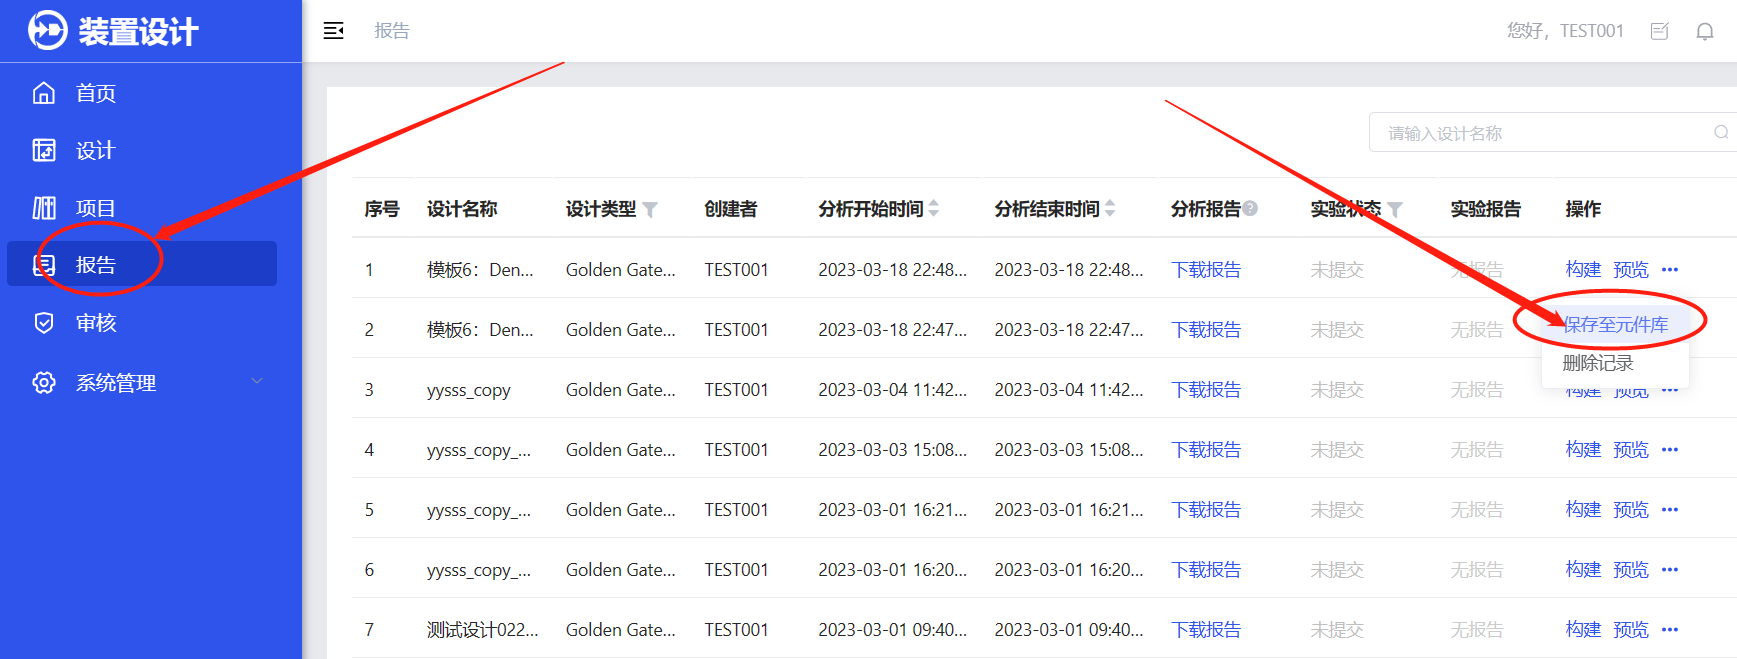 装置设计
报告
您好，TEST001
首页
设计
项目
报告
审核
系统管理
请输入设计名称
序号 设计名称 设计类型 创建者 分析开始时间 分析结束时间 分析报告 实验状态 实验报告 操作
1 模板6：Den... Golden Gate... TEST001 2023-03-18 22:48... 2023-03-18 22:48... 下载报告 未提交 无报告 构建 预览 ...
2 模板6：Den... Golden Gate... TEST001 2023-03-18 22:47... 2023-03-18 22:47... 下载报告 未提交 无报告
保存至元件库
删除记录
3 yysss_copy Golden Gate... TEST001 2023-03-04 11:42... 2023-03-04 11:42... 下载报告 未提交 无报告 构建 预览 ...
4 yysss_copy_... Golden Gate... TEST001 2023-03-03 15:08... 2023-03-03 15:08... 下载报告 未提交 无报告 构建 预览 ...
5 yysss_copy_... Golden Gate... TEST001 2023-03-01 16:21... 2023-03-01 16:21... 下载报告 未提交 无报告 构建 预览 ...
6 yysss_copy_... Golden Gate... TEST001 2023-03-01 16:20... 2023-03-01 16:20... 下载报告 未提交 无报告 构建 预览 ...
7 测试设计022... Golden Gate... TEST001 2023-03-01 09:40... 2023-03-01 09:40... 下载报告 未提交 无报告 构建 预览 ...